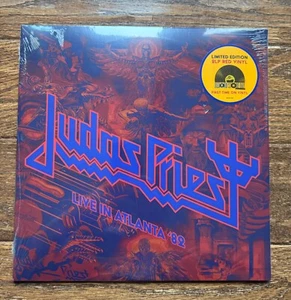 LIMITED EDITION
2LP RED VINYL
FIRST TIME ON VINYL
Judas Priest
LIVE IN ATLANTA '82